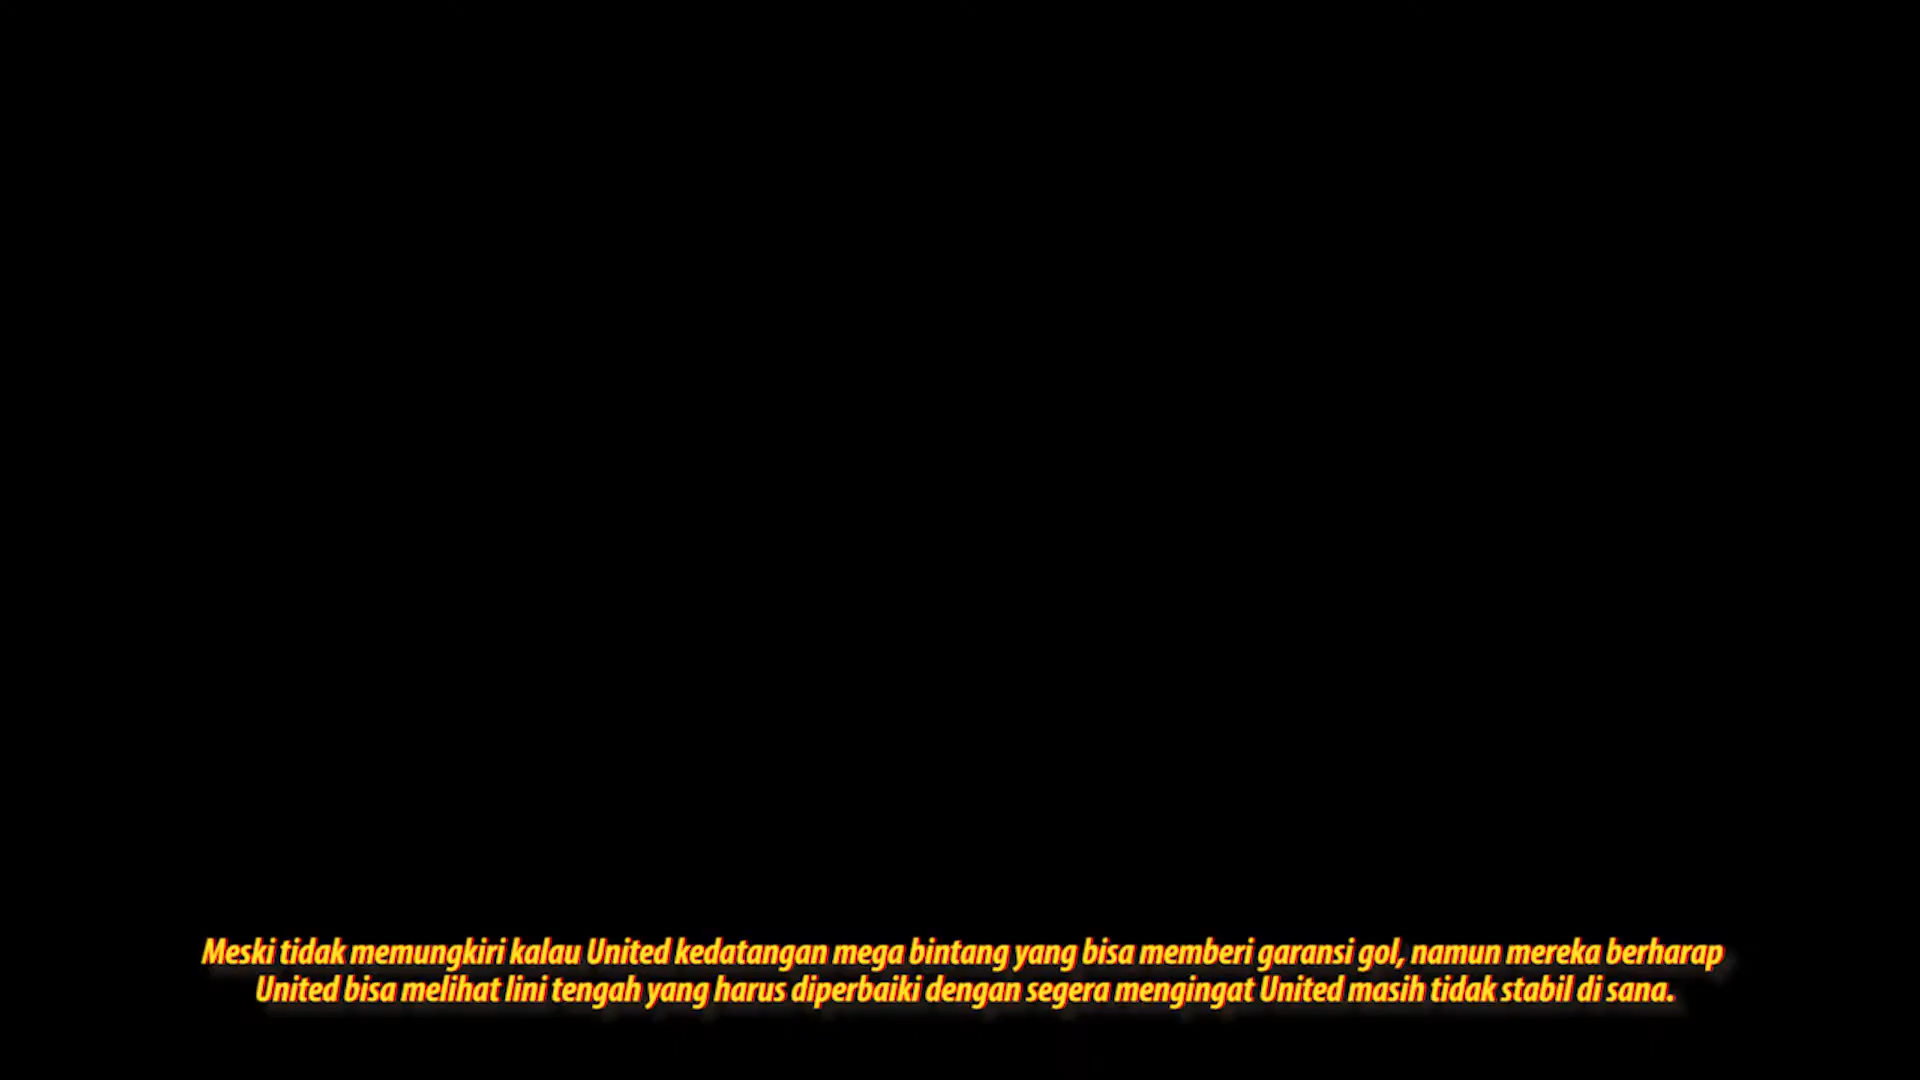 Meski tidak memungkiri kalau United kedatangan mega bintang yang bisa memberi garansi gol, namun mereka berharap
United bisa melihat lini tengah yang harus diperbaiki dengan segera mengingat United masih tidak stabil di sana.